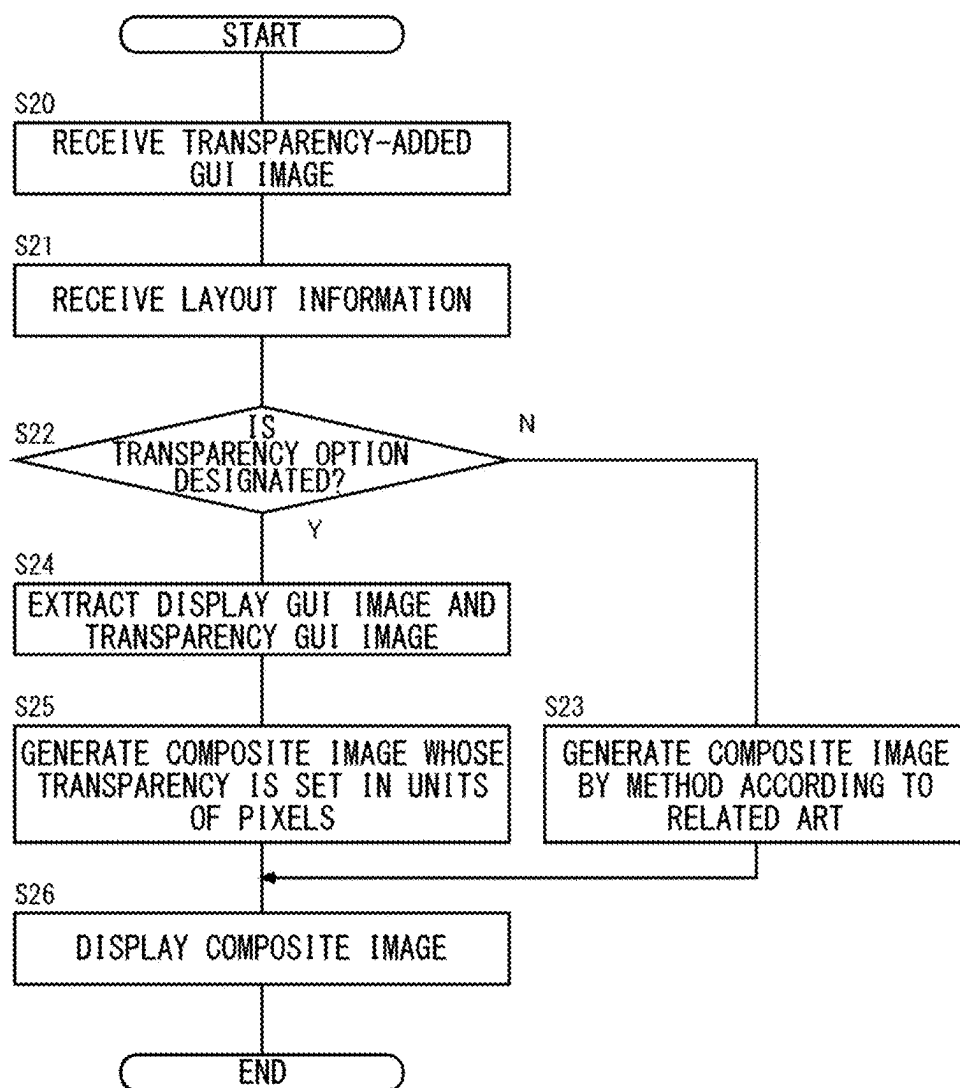 START
S20
RECEIVE TRANSPARENCY-ADDED
GUI IMAGE
S21
RECEIVE LAYOUT INFORMATION
S22
IS
TRANSPARENCY OPTION
DESIGNATED?
N
Y
S24
EXTRACT DISPLAY GUI IMAGE AND
TRANSPARENCY GUI IMAGE
S25
GENERATE COMPOSITE IMAGE WHOSE
TRANSPARENCY IS SET IN UNITS
OF PIXELS
S23
GENERATE COMPOSITE IMAGE
BY METHOD ACCORDING TO
RELATED ART
S26
DISPLAY COMPOSITE IMAGE
END